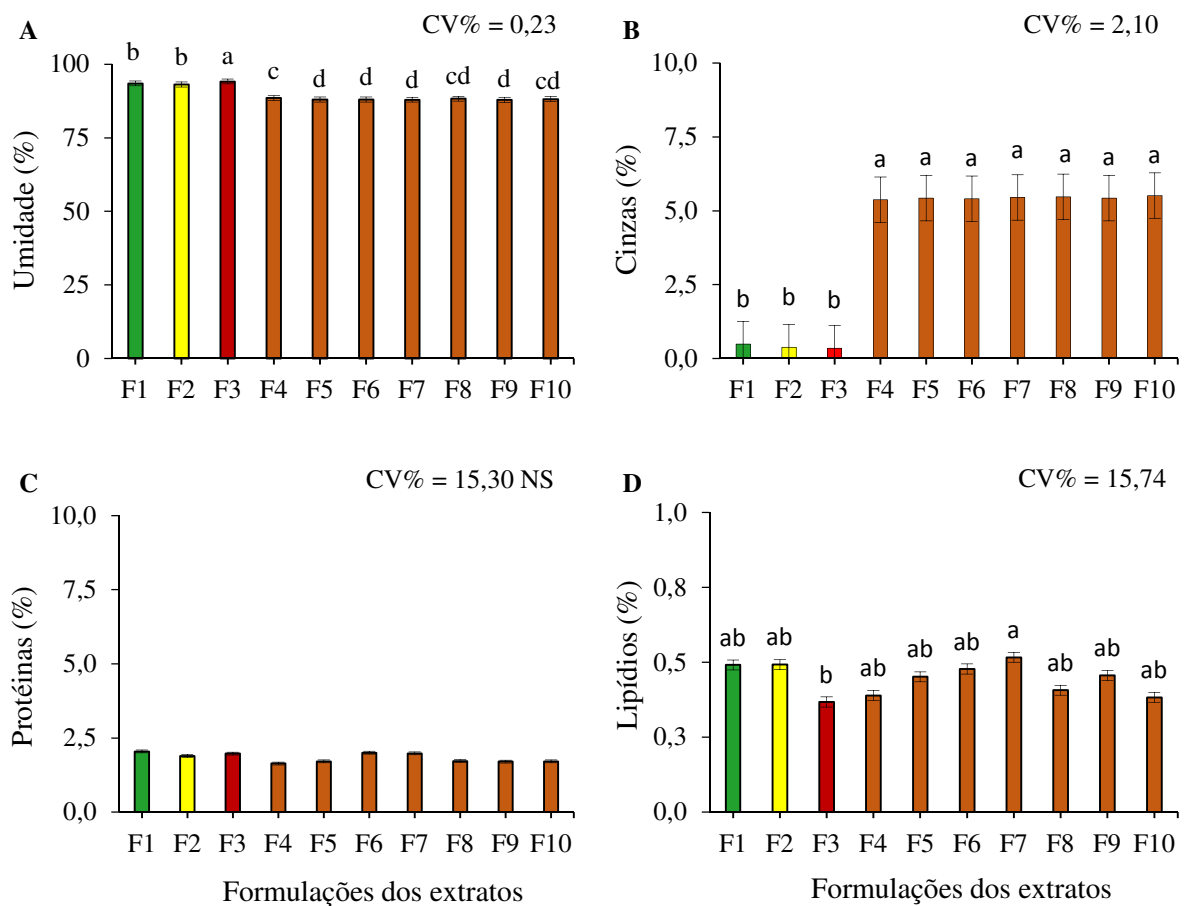 A
CV% = 0,23
b b a c d d d cd d cd
100
75
50
25
0
Umidade (%)
F1 F2 F3 F4 F5 F6 F7 F8 F9 F10
B
CV% = 2,10
10,0
7,5
5,0
2,5
0,0
Cinzas (%)
b b b a a a a a a a
F1 F2 F3 F4 F5 F6 F7 F8 F9 F10
C
CV% = 15,30 NS
10,0
7,5
5,0
2,5
0,0
Protéinas (%)
F1 F2 F3 F4 F5 F6 F7 F8 F9 F10
Formulações dos extratos
D
CV% = 15,74
1,0
0,8
0,5
0,3
0,0
Lipídios (%)
ab ab b ab ab ab a ab ab ab
F1 F2 F3 F4 F5 F6 F7 F8 F9 F10
Formulações dos extratos